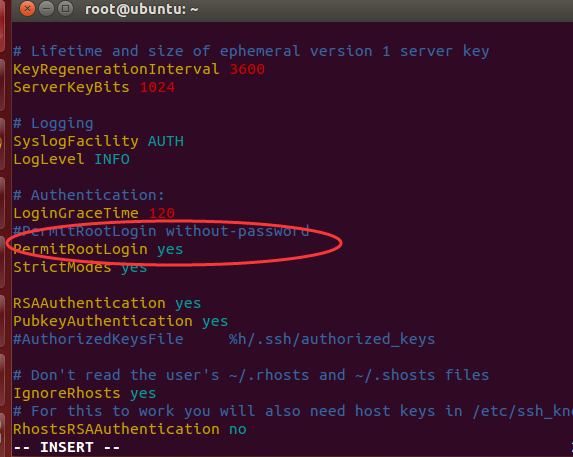 root@ubuntu: ~
# Lifetime and size of ephemeral version 1 server key
KeyRegenerationInterval 3600
ServerKeyBits 1024
# Logging
SyslogFacility AUTH
LogLevel INFO
# Authentication:
LoginGraceTime 120
#PermitRootLogin without-password
PermitRootLogin yes
StrictModes yes
RSAAuthentication yes
PubkeyAuthentication yes
#AuthorizedKeysFile     %h/.ssh/authorized_keys
# Don't read the user's ~/.rhosts and ~/.shosts files
IgnoreRhosts yes
# For this to work you will also need host keys in /etc/ssh_kno
RhostsRSAAuthentication no
-- INSERT --